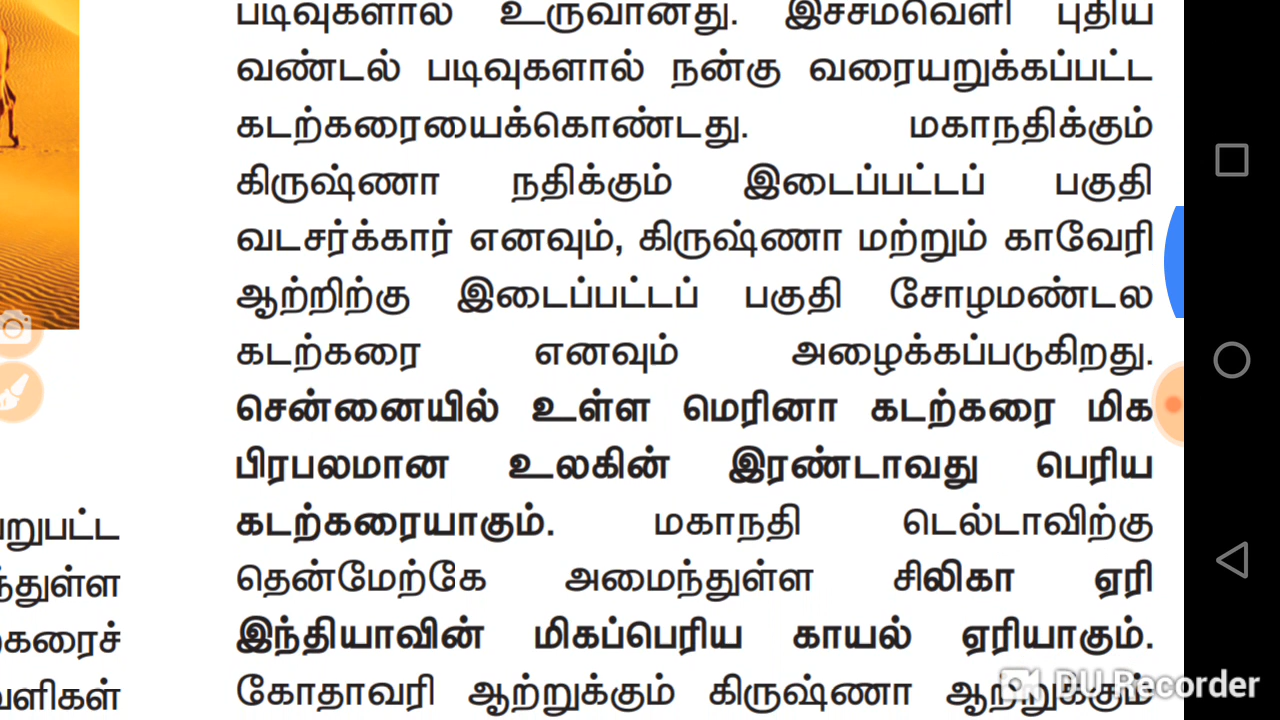 படிவுகளால் உருவானது. இச்சமவெளி புதிய
வண்டல் படிவுகளால் நன்கு வரையறுக்கப்பட்ட
கடற்கரையைக்கொண்டது. மகாநதிக்கும்
கிருஷ்ணா நதிக்கும் இடைப்பட்டப் பகுதி
வடசர்க்கார் எனவும், கிருஷ்ணா மற்றும் காவேரி
ஆற்றிற்கு இடைப்பட்டப் பகுதி சோழமண்டல
கடற்கரை எனவும் அழைக்கப்படுகிறது.
சென்னையில் உள்ள மெரினா கடற்கரை மிக
பிரபலமான உலகின் இரண்டாவது பெரிய
கடற்கரையாகும். மகாநதி டெல்டாவிற்கு
தென்மேற்கே அமைந்துள்ள சிலிகா ஏரி
இந்தியாவின் மிகப்பெரிய காயல் ஏரியாகும்.
கோதாவரி ஆற்றுக்கும் கிருஷ்ணா ஆற்றுக்கும்
DU Recorder